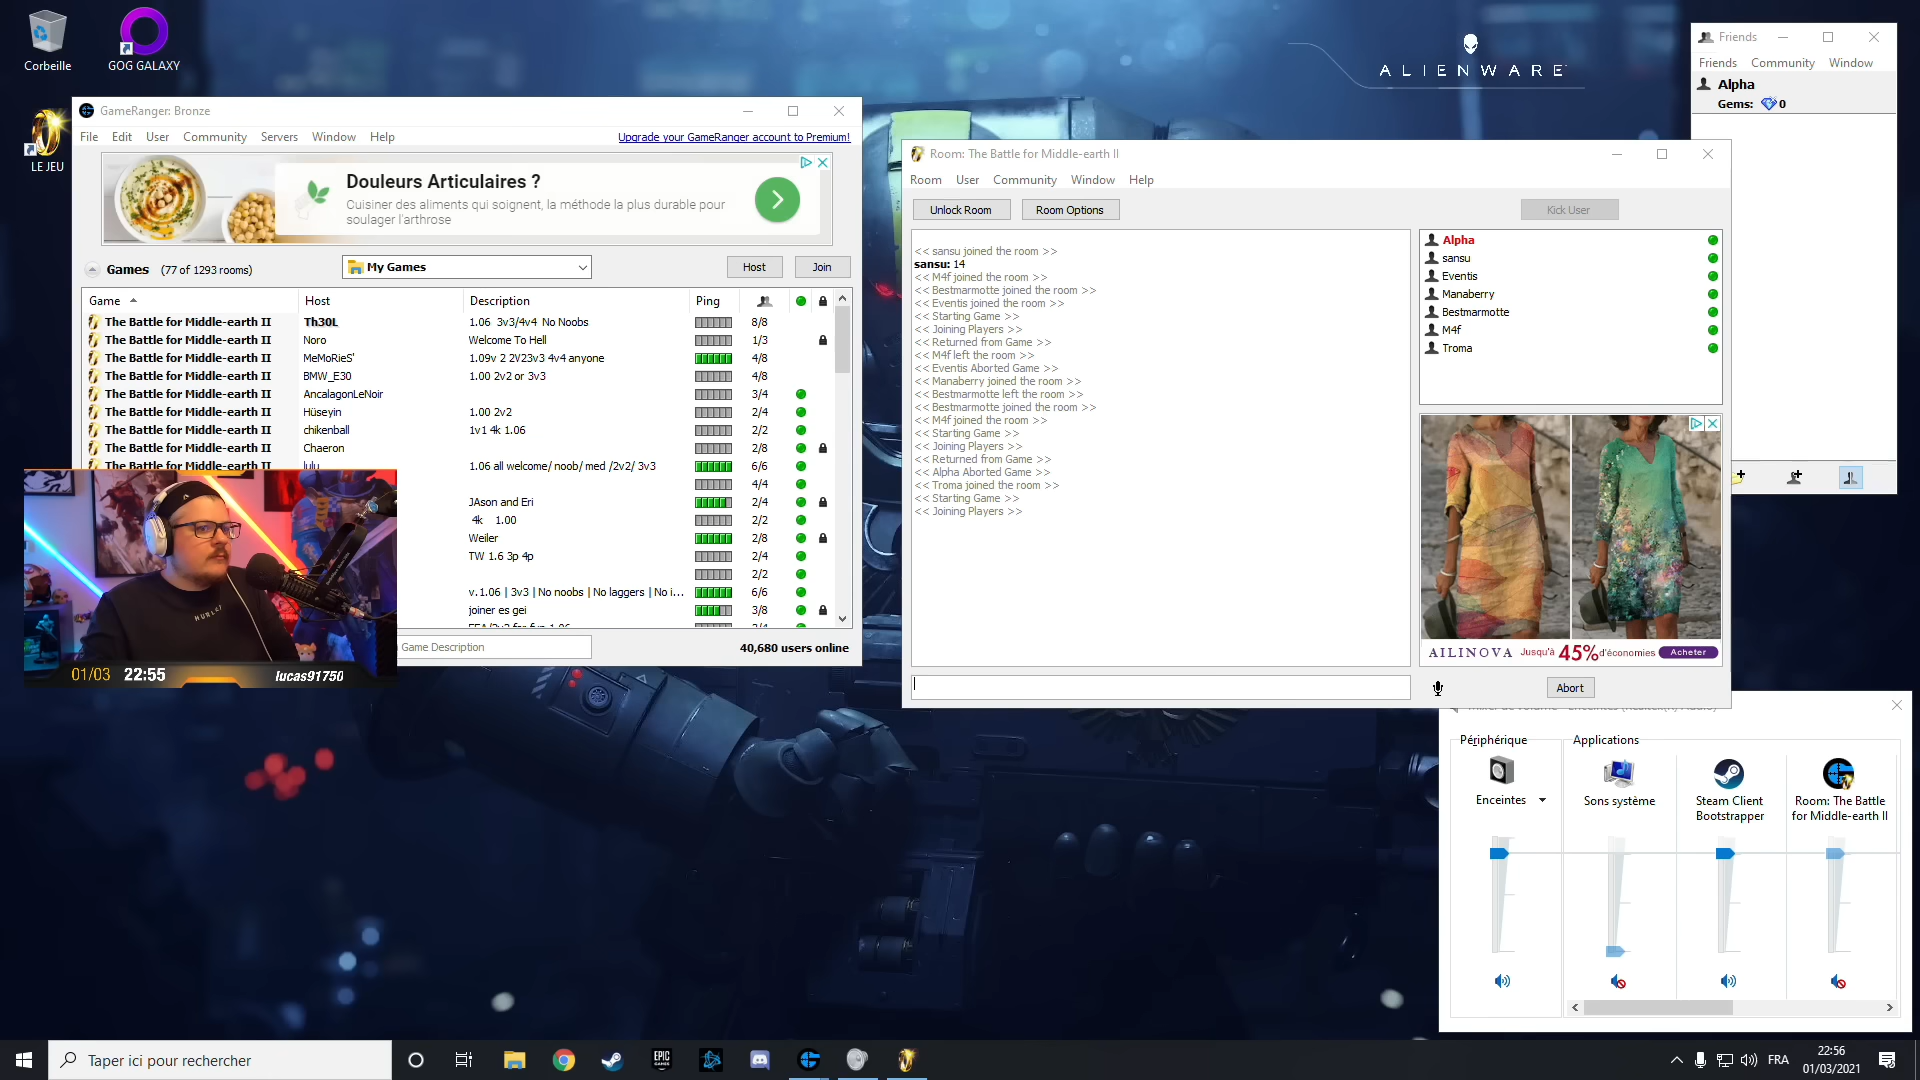 Corbeille
GOG GALAXY
LE JEU
ALIENWARE
GameRanger: Bronze
File Edit User Community Servers Window Help
Upgrade your GameRanger account to Premium!
Douleurs Articulaires ?
Cuisiner des aliments qui soignent, la méthode la plus durable pour
soulager l'arthrose
Games (77 of 1293 rooms)
My Games
Host Join
Game Host Description Ping
The Battle for Middle-earth II Th30L 1.06 3v3/4v4 No Noobs 8/8
The Battle for Middle-earth II Noro Welcome To Hell 1/3
The Battle for Middle-earth II MeMoRieS' 1.09v 2 2V23v3 4v4 anyone 4/8
The Battle for Middle-earth II BMW_E30 1.00 2v2 or 3v3 4/8
The Battle for Middle-earth II AncalagonLeNoir 3/4
The Battle for Middle-earth II Hüseyin 1.00 2v2 2/4
The Battle for Middle-earth II chikenball 1v1 4k 1.06 2/2
The Battle for Middle-earth II Chaeron 2/8
The Battle for Middle-earth II lulu 1.06 all welcome/ noob/ med /2v2/ 3v3 6/6
4/4
JAson and Eri 2/4
4k 1.00 2/2
Weiler 2/8
TW 1.6 3p 4p 2/4
2/2
v.1.06 | 3v3 | No noobs | No laggers | No i... 6/6
joiner es gei 3/8
Game Description
40,680 users online
HURLEY
01/03 22:55 lucas91750
Room: The Battle for Middle-earth II
Room User Community Window Help
Unlock Room Room Options Kick User
<< sansu joined the room >>
sansu: 14
<< M4f joined the room >>
<< Bestmarmotte joined the room >>
<< Eventis joined the room >>
<< Starting Game >>
<< Joining Players >>
<< Returned from Game >>
<< M4f left the room >>
<< Eventis Aborted Game >>
<< Manaberry joined the room >>
<< Bestmarmotte left the room >>
<< Bestmarmotte joined the room >>
<< M4f joined the room >>
<< Starting Game >>
<< Joining Players >>
<< Returned from Game >>
<< Alpha Aborted Game >>
<< Troma joined the room >>
<< Starting Game >>
<< Joining Players >>
Alpha
sansu
Eventis
Manaberry
Bestmarmotte
M4f
Troma
AILINOVA Jusqu'à 45% d'économies Acheter
Abort
Friends
Friends Community Window
Alpha
Gems: 0
Périphérique Applications
Enceintes
Sons système
Steam Client
Bootstrapper
Room: The Battle
for Middle-earth II
Taper ici pour rechercher
EPIC
GAMES
FRA
22:56
01/03/2021